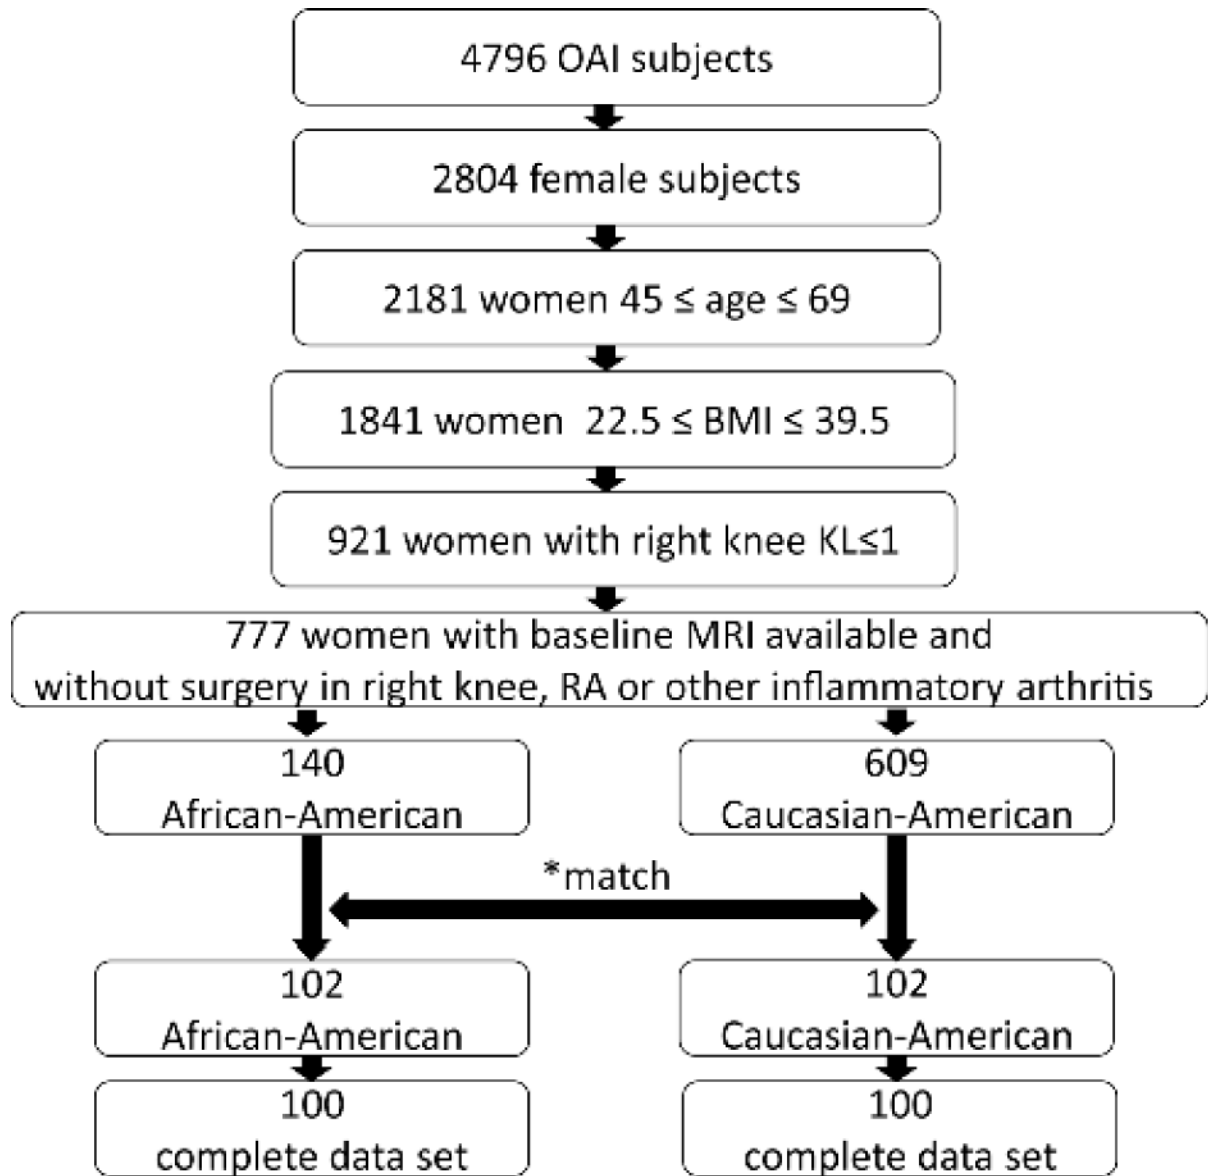 4796 OAI subjects
2804 female subjects
2181 women 45 ≤ age ≤ 69
1841 women  22.5 ≤ BMI ≤ 39.5
921 women with right knee KL≤1
777 women with baseline MRI available and
without surgery in right knee, RA or other inflammatory arthritis
140
African-American
609
Caucasian-American
*match
102
African-American
102
Caucasian-American
100
complete data set
100
complete data set